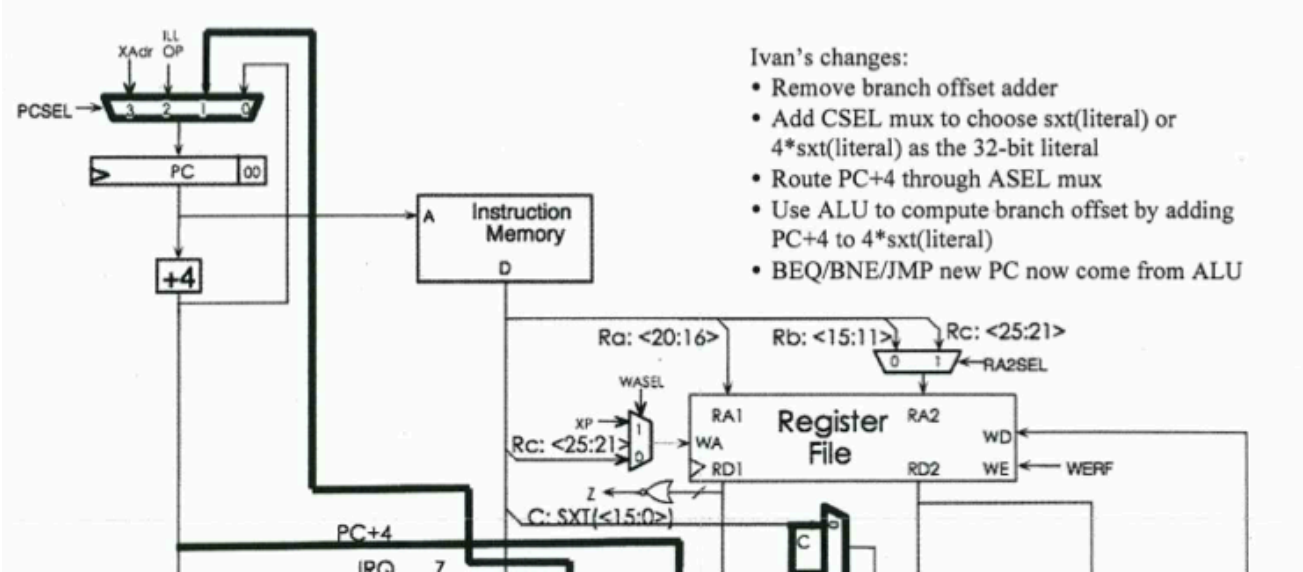 Ivan's changes:
• Remove branch offset adder
• Add CSEL mux to choose sxt(literal) or
4*sxt(literal) as the 32-bit literal
• Route PC+4 through ASEL mux
• Use ALU to compute branch offset by adding
PC+4 to 4*sxt(literal)
• BEQ/BNE/JMP new PC now come from ALU
ILL
XAdr OP
PCSEL 3 2 1 0
PC 00
A Instruction
Memory
D
+4
Ra: <20:16> Rb: <15:11> Rc: <25:21>
0 1 RA2SEL
WASEL
XP 1
Rc: <25:21> 0
RA1 Register RA2
File
WA WD
RD1 RD2 WE WERF
Z
C: SXT(<15:0>) 0
C
PC+4
IRQ Z